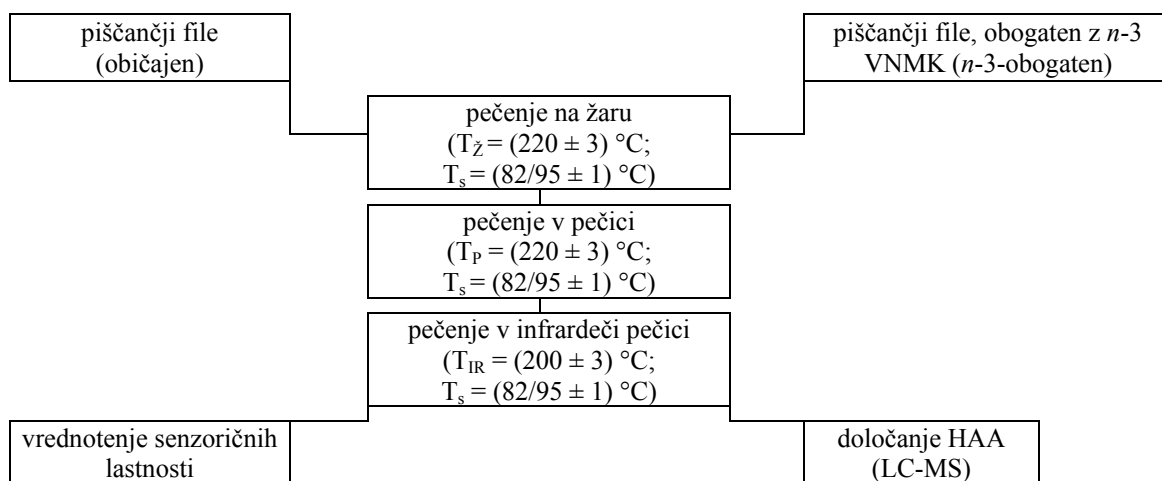 piščančji file
(običajen)
piščančji file, obogaten z n-3
VNMK (n-3-obogaten)
pečenje na žaru
(TŽ = (220 ± 3) °C;
Ts = (82/95 ± 1) °C)
pečenje v pečici
(TP = (220 ± 3) °C;
Ts = (82/95 ± 1) °C)
pečenje v infrardeči pečici
(TIR = (200 ± 3) °C;
Ts = (82/95 ± 1) °C)
vrednotenje senzoričnih
lastnosti
določanje HAA
(LC-MS)